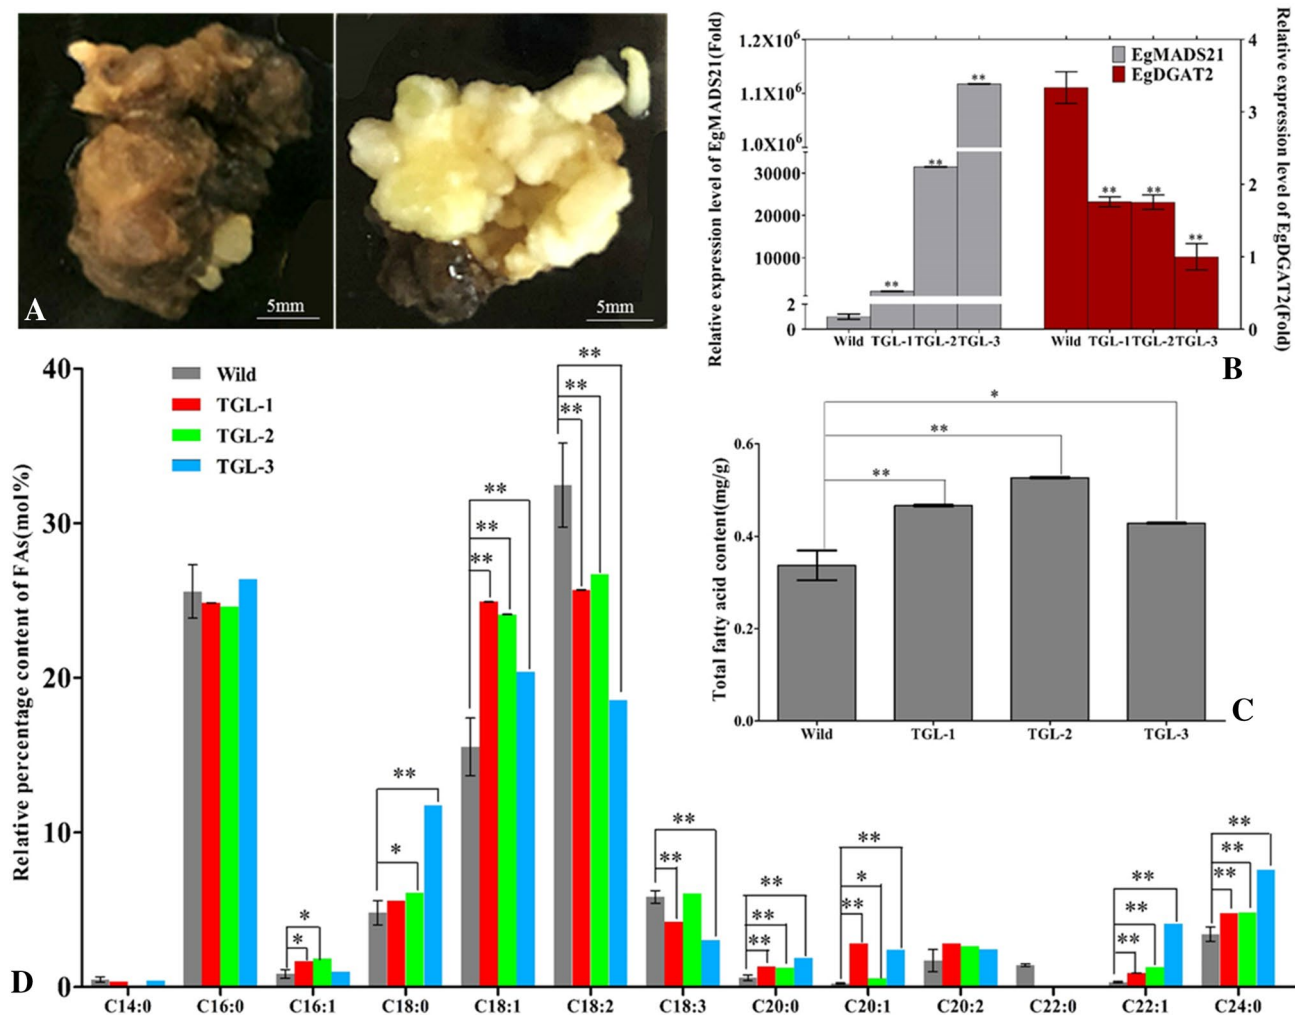 A
5mm
5mm
Relative expression level of EgMADS21(Fold)
1.2X10⁶
1.1X10⁶
1.0X10⁶
30000
20000
10000
2
0
EgMADS21
EgDGAT2
**
**
**
**
**
**
4
3
2
1
0
Relative expression level of EgDGAT2(Fold)
Wild TGL-1 TGL-2 TGL-3
Wild TGL-1 TGL-2 TGL-3
B
Total fatty acid content(mg/g)
0.6
0.4
0.2
0.0
*
**
**
Wild TGL-1 TGL-2 TGL-3
C
Relative percentage content of FAs(mol%)
40
30
20
10
0
Wild
TGL-1
TGL-2
TGL-3
*
*
**
*
**
**
**
**
**
**
**
**
**
**
**
**
*
**
**
**
**
**
**
**
C14:0 C16:0 C16:1 C18:0 C18:1 C18:2 C18:3 C20:0 C20:1 C20:2 C22:0 C22:1 C24:0
D